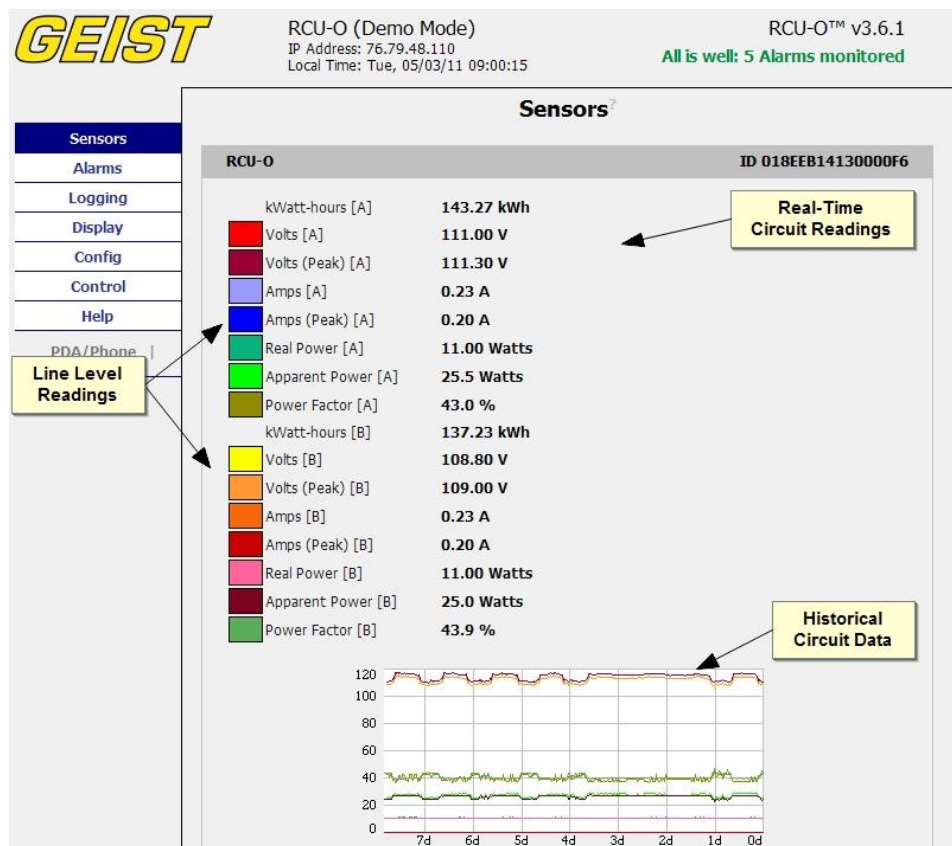 GEIST
RCU-O (Demo Mode)
IP Address: 76.79.48.110
Local Time: Tue, 05/03/11 09:00:15
RCU-O™ v3.6.1
All is well: 5 Alarms monitored
Sensors?
Sensors
Alarms
Logging
Display
Config
Control
Help
PDA/Phone |
Line Level
Readings
RCU-O ID 018EEB14130000F6
Real-Time
Circuit Readings
kWatt-hours [A] 143.27 kWh
Volts [A] 111.00 V
Volts (Peak) [A] 111.30 V
Amps [A] 0.23 A
Amps (Peak) [A] 0.20 A
Real Power [A] 11.00 Watts
Apparent Power [A] 25.5 Watts
Power Factor [A] 43.0 %
kWatt-hours [B] 137.23 kWh
Volts [B] 108.80 V
Volts (Peak) [B] 109.00 V
Amps [B] 0.23 A
Amps (Peak) [B] 0.20 A
Real Power [B] 11.00 Watts
Apparent Power [B] 25.0 Watts
Power Factor [B] 43.9 %
Historical
Circuit Data
120
100
80
60
40
20
0
7d 6d 5d 4d 3d 2d 1d 0d